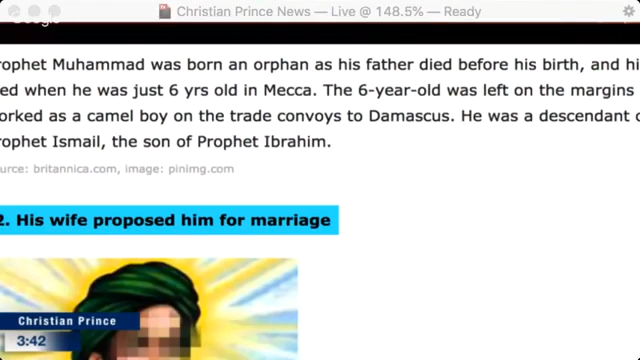 Christian Prince News — Live @ 148.5% — Ready
rophet Muhammad was born an orphan as his father died before his birth, and hi
ed when he was just 6 yrs old in Mecca. The 6-year-old was left on the margins
orked as a camel boy on the trade convoys to Damascus. He was a descendant o
rophet Ismail, the son of Prophet Ibrahim.
urce: britannica.com, image: pinimg.com
2. His wife proposed him for marriage
Christian Prince
3:42